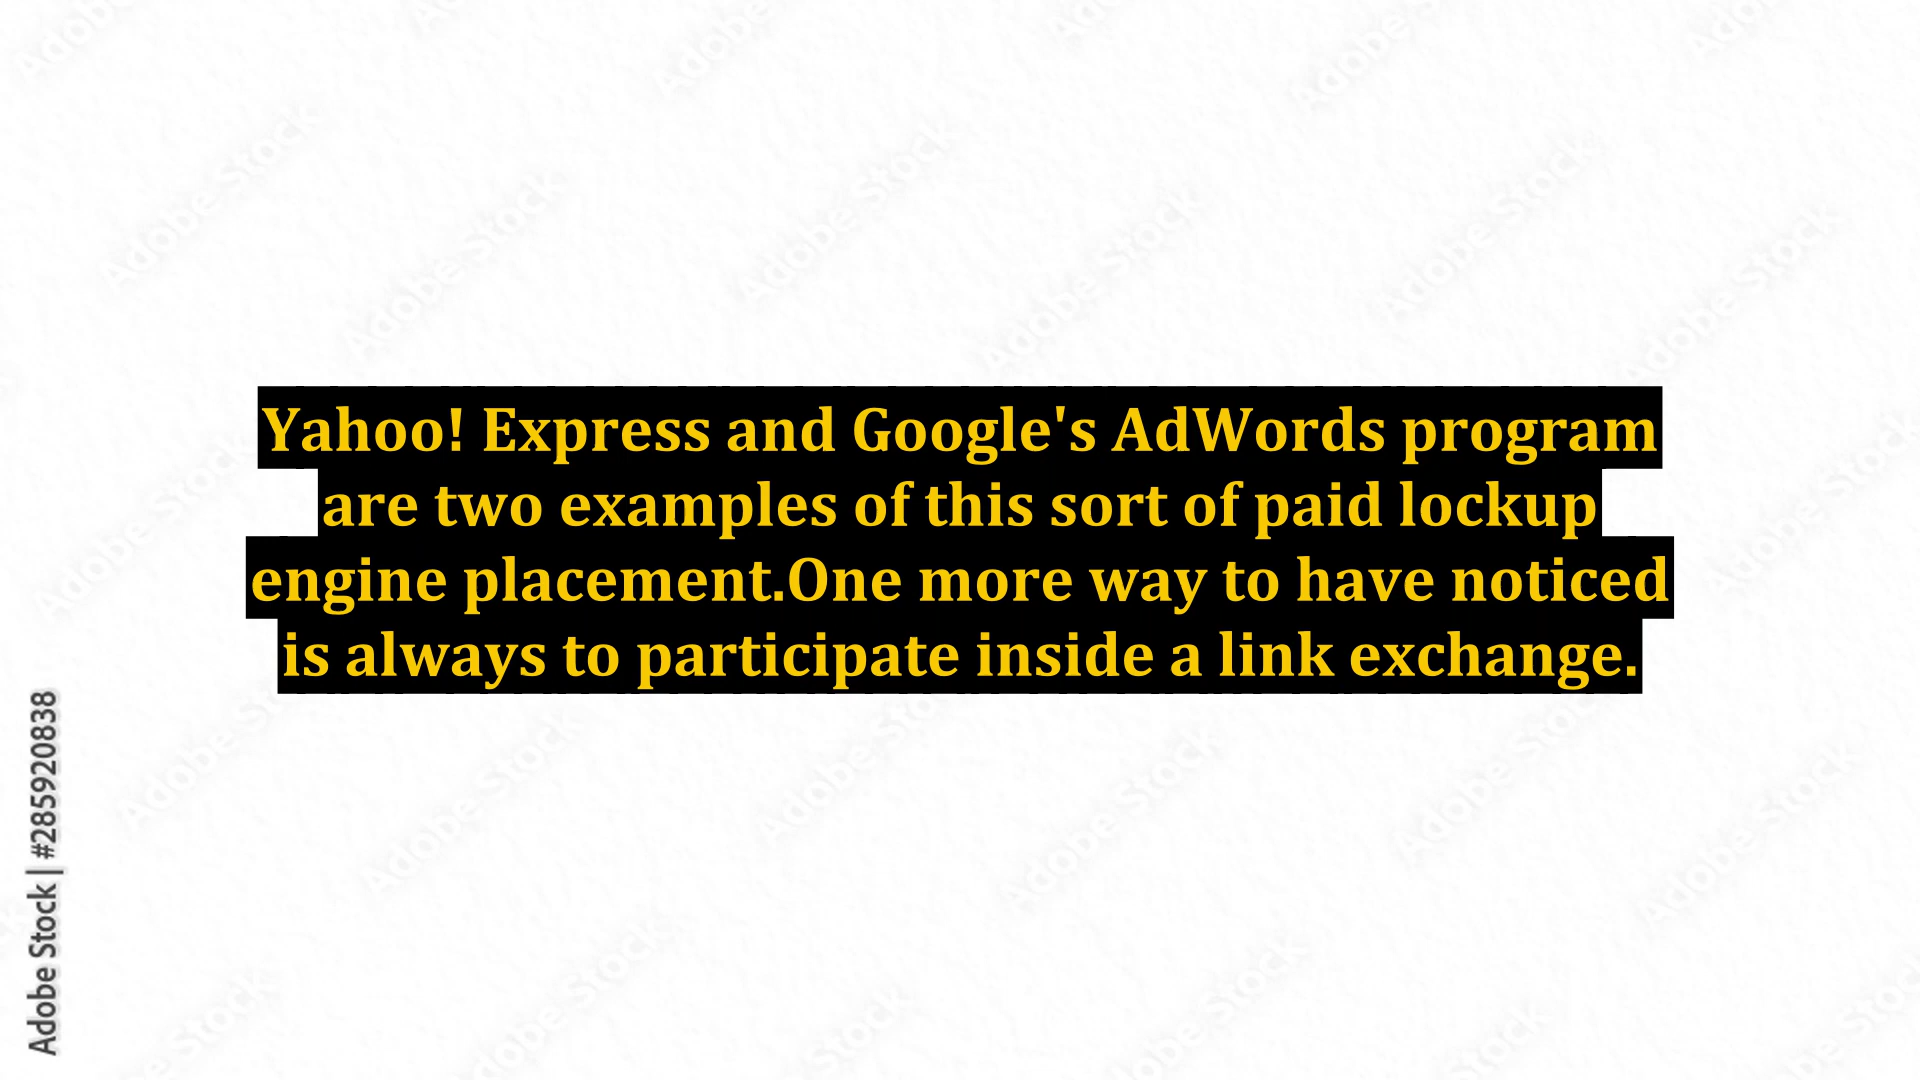 Yahoo! Express and Google's AdWords program
are two examples of this sort of paid lockup
engine placement.One more way to have noticed
is always to participate inside a link exchange.
Adobe Stock | #285920838